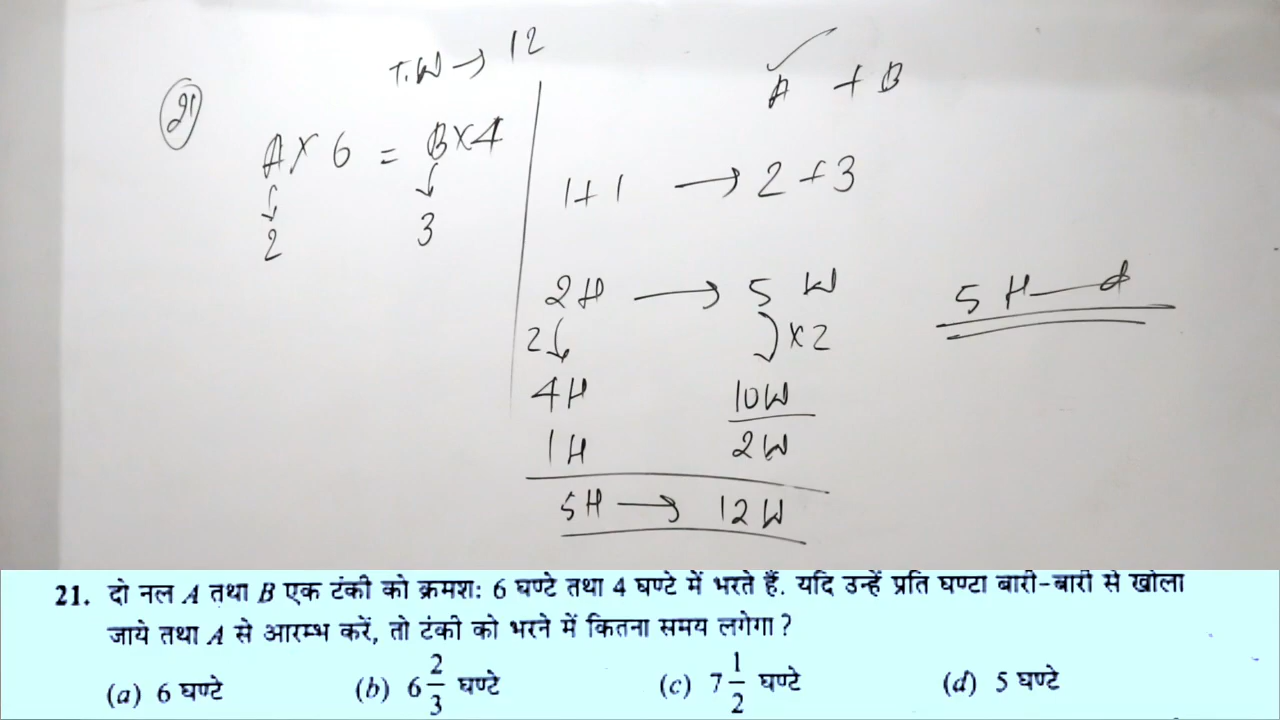 T.W → 12
21
A × 6 = B × 4
2 3
A + B
1+1 → 2+3
2H → 5 W
2 ×2
4H 10W
1H 2W
5H → 12W
5 H — d
21. दो नल A तथा B एक टंकी को क्रमश: 6 घण्टे तथा 4 घण्टे में भरते हैं. यदि उन्हें प्रति घण्टा बारी-बारी से खोला
जाये तथा A से आरम्भ करें, तो टंकी को भरने में कितना समय लगेगा ?
(a) 6 घण्टे (b) 6 2/3 घण्टे (c) 7 1/2 घण्टे (d) 5 घण्टे